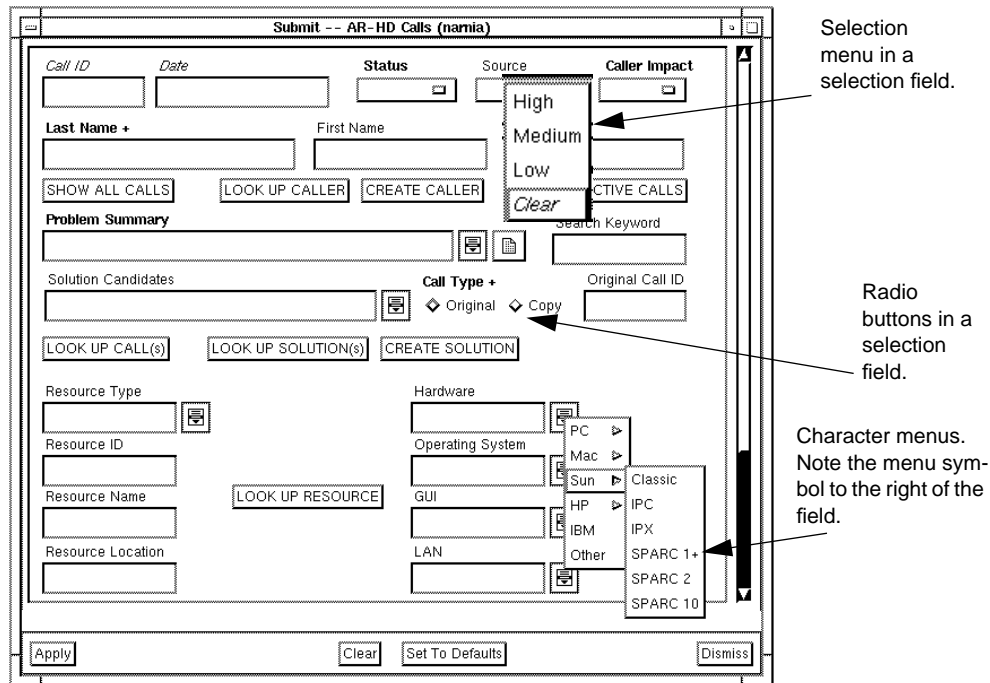 Submit -- AR-HD Calls (narnia)
Selection
menu in a
selection field.
Call ID Date Status Source Caller Impact
High
Medium
Low
Clear
Last Name + First Name
SHOW ALL CALLS LOOK UP CALLER CREATE CALLER CTIVE CALLS
Problem Summary Search Keyword
Solution Candidates Call Type + Original Call ID
Original Copy
Radio
buttons in a
selection
field.
LOOK UP CALL(s) LOOK UP SOLUTION(s) CREATE SOLUTION
Resource Type Hardware
Resource ID Operating System
Resource Name LOOK UP RESOURCE GUI
Resource Location LAN
PC
Mac
Sun
HP
IBM
Other
Classic
IPC
IPX
SPARC 1+
SPARC 2
SPARC 10
Character menus.
Note the menu sym-
bol to the right of the
field.
Apply Clear Set To Defaults Dismiss